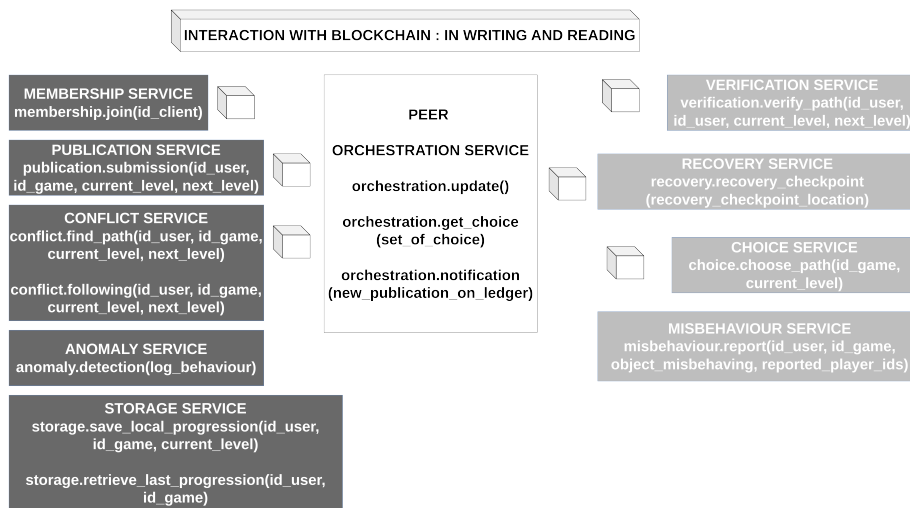 INTERACTION WITH BLOCKCHAIN : IN WRITING AND READING
MEMBERSHIP SERVICE
membership.join(id_client)
PUBLICATION SERVICE
publication.submission(id_user,
id_game, current_level, next_level)
CONFLICT SERVICE
conflict.find_path(id_user, id_game,
current_level, next_level)
conflict.following(id_user, id_game,
current_level, next_level)
ANOMALY SERVICE
anomaly.detection(log_behaviour)
STORAGE SERVICE
storage.save_local_progression(id_user,
id_game, current_level)
storage.retrieve_last_progression(id_user,
id_game)
PEER
ORCHESTRATION SERVICE
orchestration.update()
orchestration.get_choice
(set_of_choice)
orchestration.notification
(new_publication_on_ledger)
VERIFICATION SERVICE
verification.verify_path(id_user,
id_user, current_level, next_level)
RECOVERY SERVICE
recovery.recovery_checkpoint
(recovery_checkpoint_location)
CHOICE SERVICE
choice.choose_path(id_game,
current_level)
MISBEHAVIOUR SERVICE
misbehaviour.report(id_user, id_game,
object_misbehaving, reported_player_ids)